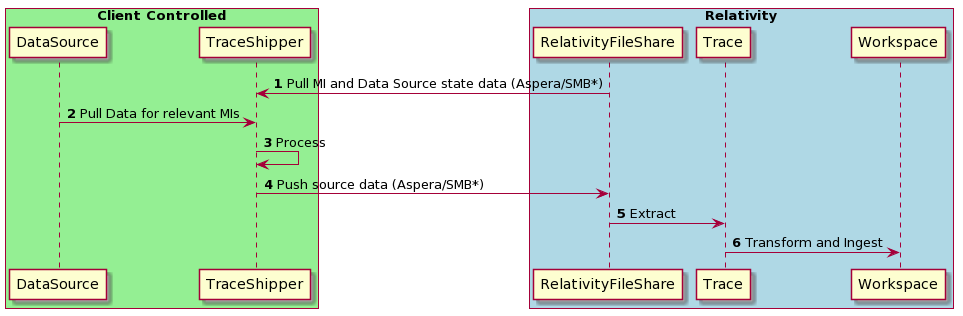 Client Controlled
Relativity
DataSource
TraceShipper
RelativityFileShare
Trace
Workspace
1 Pull MI and Data Source state data (Aspera/SMB*)
2 Pull Data for relevant MIs
3 Process
4 Push source data (Aspera/SMB*)
5 Extract
6 Transform and Ingest
DataSource
TraceShipper
RelativityFileShare
Trace
Workspace